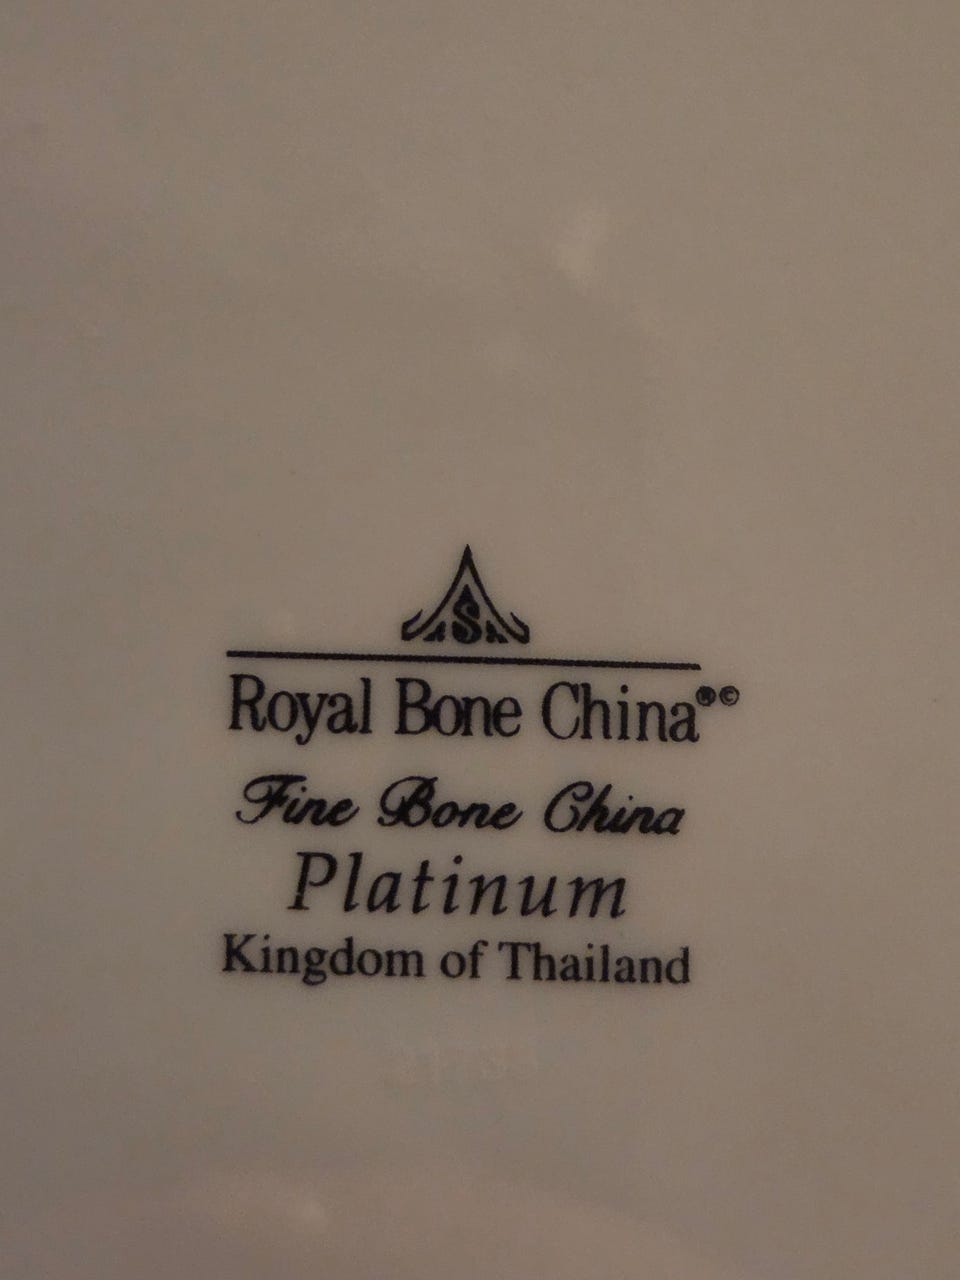 S
Royal Bone China®©
Fine Bone China
Platinum
Kingdom of Thailand